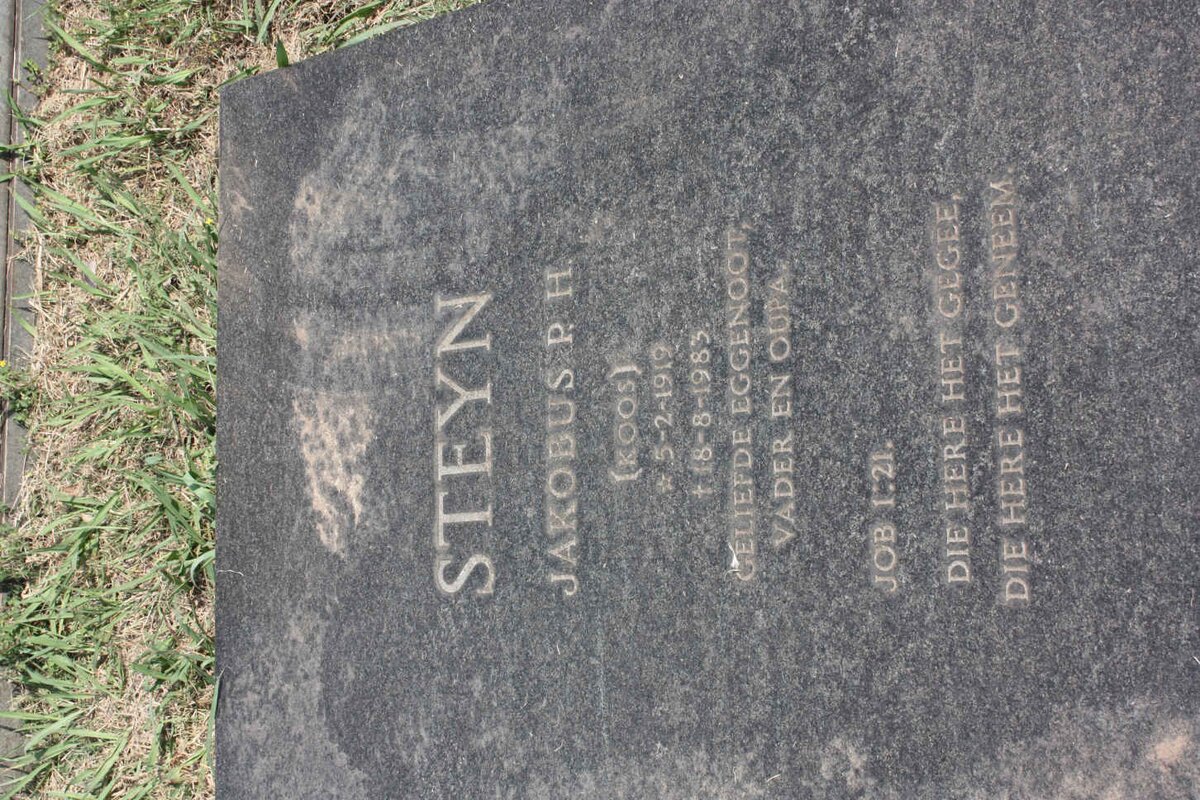 STEYN
JAKOBUS P. H.
(KOOS)
* 5-2-1919
† 18-8-1983
GELIEFDE EGGENOOT,
VADER EN OUPA.
JOB 1:21.
DIE HERE HET GEGEE,
DIE HERE HET GENEEM.